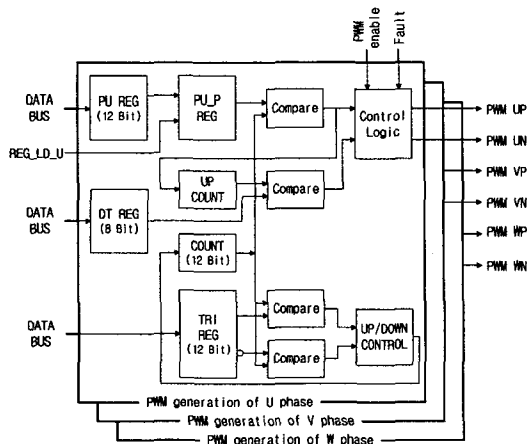 PWM
enable
Fault
DATA
BUS
PU REG
(12 Bit)
PU_P
REG
Compare
Control
Logic
PWM UP
PWM UN
REG_LD_U
UP
COUNT
Compare
PWM VP
DATA
BUS
DT REG
(8 Bit)
PWM VN
COUNT
(12 Bit)
PWM WP
PWM WN
DATA
BUS
TRI
REG
(12 Bit)
Compare
Compare
UP/DOWN
CONTROL
PWM generation of U phase
PWM generation of V phase
PWM generation of W phase